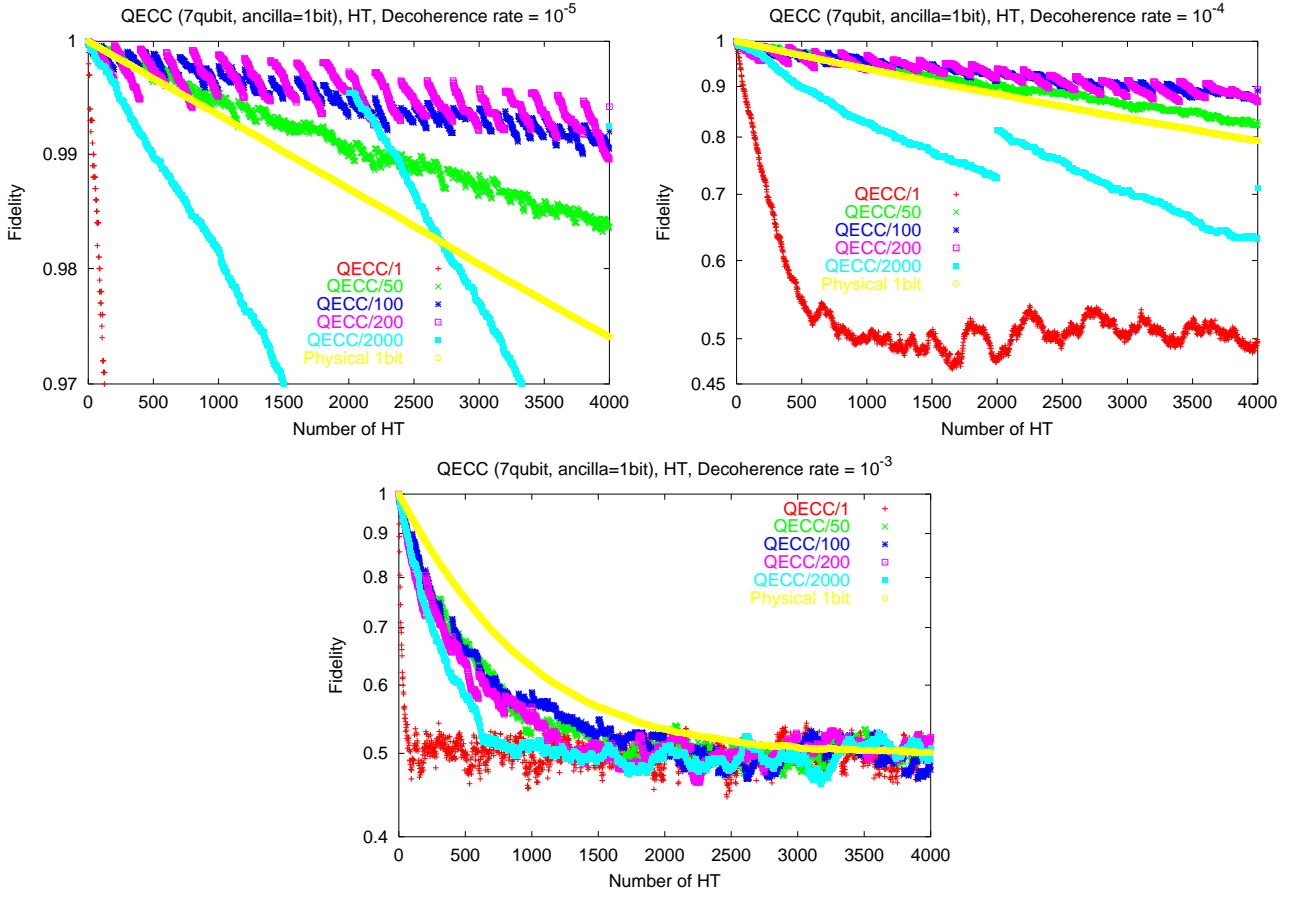 QECC (7qubit, ancilla=1bit), HT, Decoherence rate = 10^-5
1
0.99
0.98
0.97
Fidelity
QECC/1
QECC/50
QECC/100
QECC/200
QECC/2000
Physical 1bit
0 500 1000 1500 2000 2500 3000 3500 4000
Number of HT
QECC (7qubit, ancilla=1bit), HT, Decoherence rate = 10^-4
1
0.9
0.8
0.7
0.6
0.5
0.45
Fidelity
QECC/1
QECC/50
QECC/100
QECC/200
QECC/2000
Physical 1bit
0 500 1000 1500 2000 2500 3000 3500 4000
Number of HT
QECC (7qubit, ancilla=1bit), HT, Decoherence rate = 10^-3
1
0.9
0.8
0.7
0.6
0.5
0.4
Fidelity
QECC/1
QECC/50
QECC/100
QECC/200
QECC/2000
Physical 1bit
0 500 1000 1500 2000 2500 3000 3500 4000
Number of HT